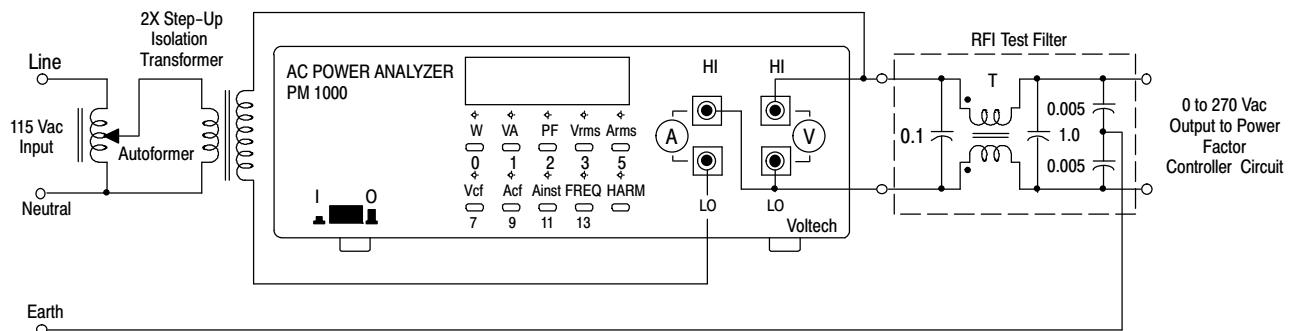 2X Step-Up
Isolation
Transformer
Line
115 Vac
Input
Autoformer
Neutral
Earth
AC POWER ANALYZER
PM 1000
W VA PF Vrms Arms
0 1 2 3 5
Vcf Acf Ainst FREQ HARM
7 9 11 13
I O
HI HI
A V
LO LO
Voltech
RFI Test Filter
T
0.1
1.0
0.005
0.005
0 to 270 Vac
Output to Power
Factor
Controller Circuit